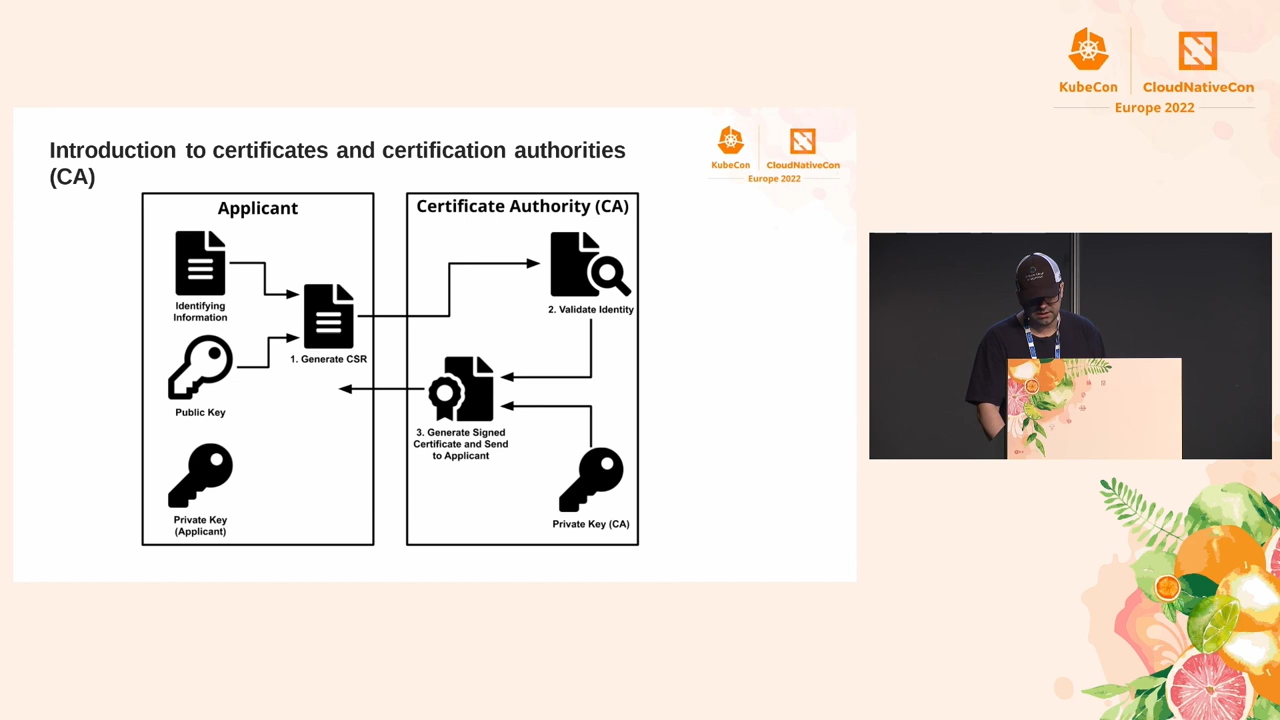 KubeCon
CloudNativeCon
Europe 2022
Introduction to certificates and certification authorities
(CA)
KubeCon
CloudNativeCon
Europe 2022
Applicant
Identifying
Information
Public Key
Private Key
(Applicant)
1. Generate CSR
Certificate Authority (CA)
2. Validate Identity
3. Generate Signed
Certificate and Send
to Applicant
Private Key (CA)